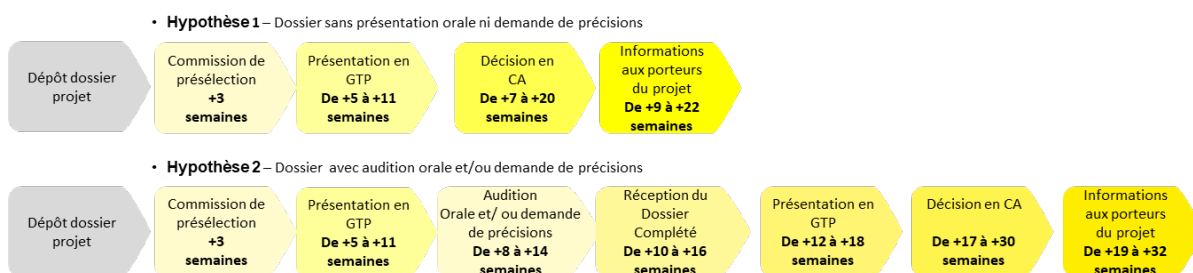 • Hypothèse 1 – Dossier sans présentation orale ni demande de précisions
Dépôt dossier
projet
Commission de
présélection
+3
semaines
Présentation en
GTP
De +5 à +11
semaines
Décision en
CA
De +7 à +20
semaines
Informations
aux porteurs
du projet
De +9 à +22
semaines
• Hypothèse 2 – Dossier avec audition orale et/ou demande de précisions
Dépôt dossier
projet
Commission de
présélection
+3
semaines
Présentation en
GTP
De +5 à +11
semaines
Audition
Orale et/ ou demande
de précisions
De +8 à +14
semaines
Réception du
Dossier
Complété
De +10 à +16
semaines
Présentation en
GTP
De +12 à +18
semaines
Décision en CA
De +17 à +30
semaines
Informations
aux porteurs
du projet
De +19 à +32
semaines